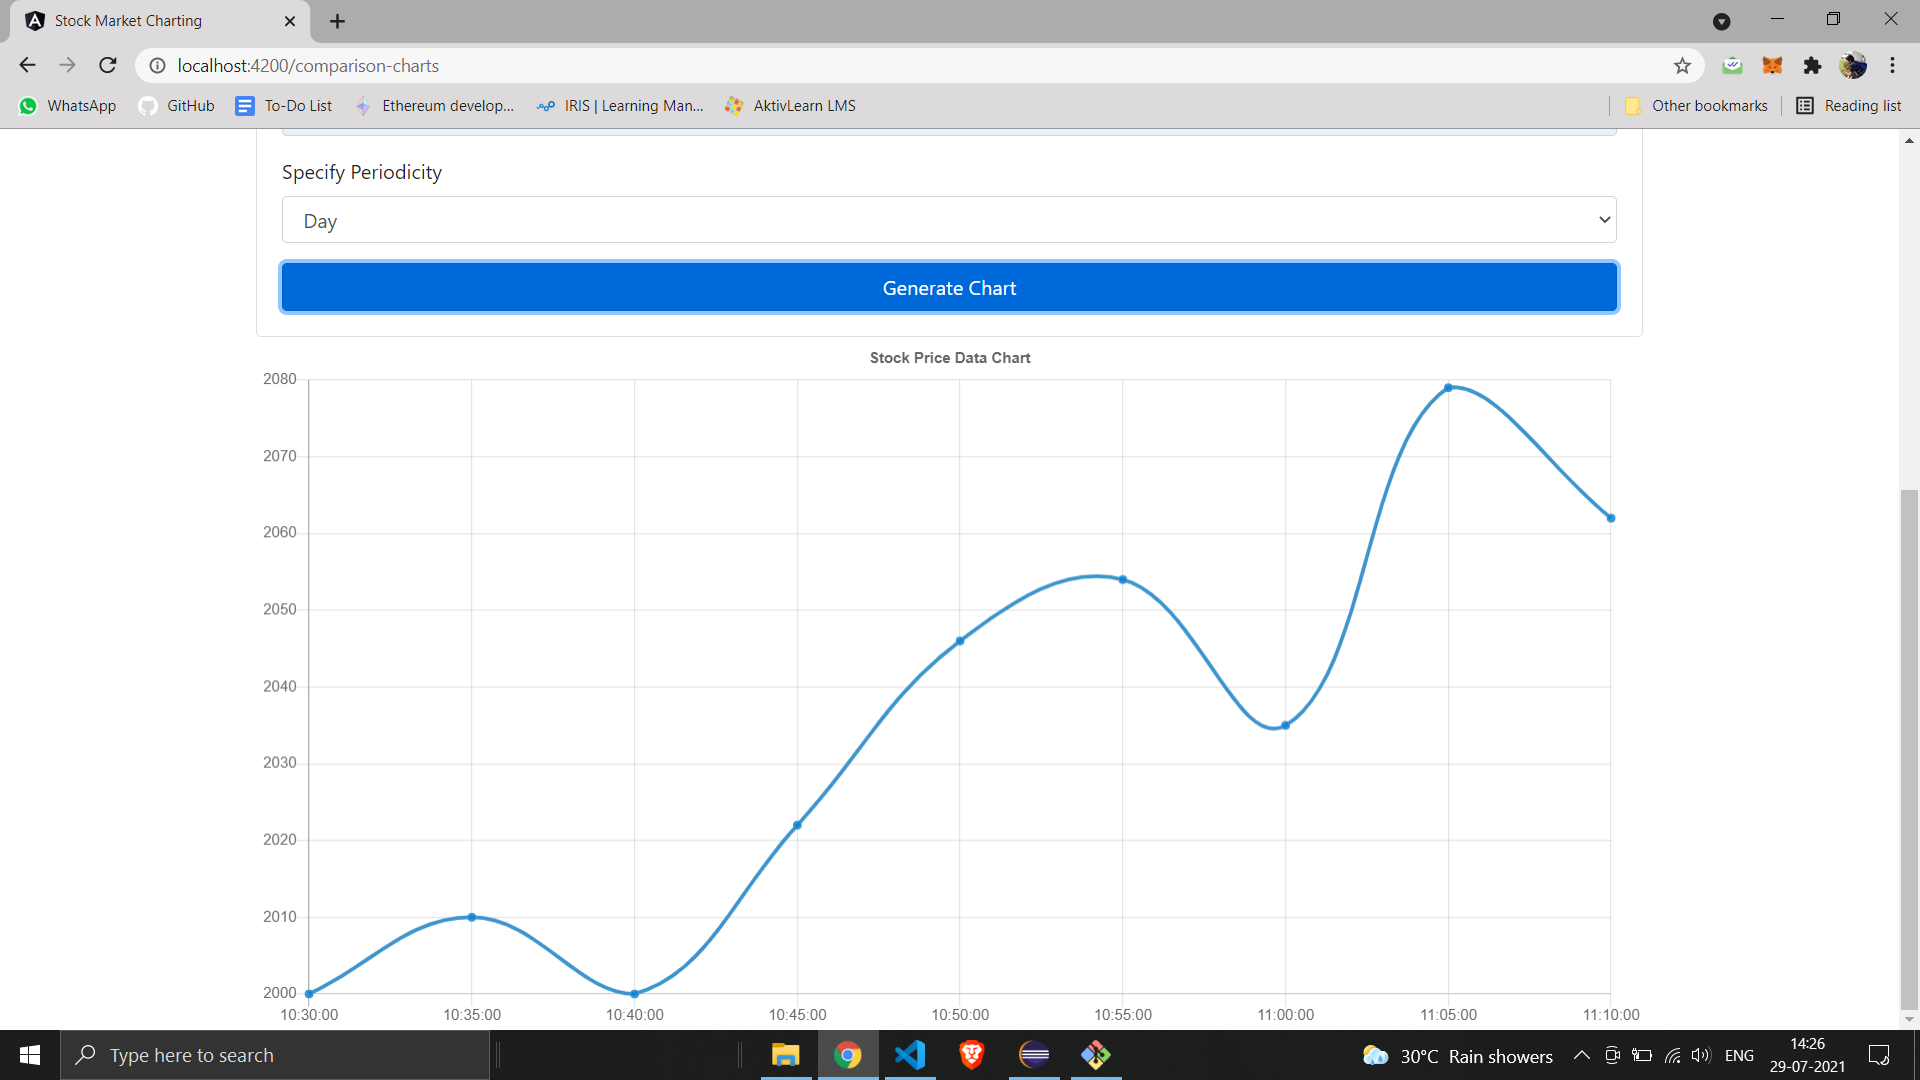 Stock Market Charting
localhost:4200/comparison-charts
WhatsApp GitHub To-Do List Ethereum develop... IRIS | Learning Man... AktivLearn LMS Other bookmarks Reading list
Specify Periodicity
Day
Generate Chart
Stock Price Data Chart
2080
2070
2060
2050
2040
2030
2020
2010
2000
10:30:00 10:35:00 10:40:00 10:45:00 10:50:00 10:55:00 11:00:00 11:05:00 11:10:00
Type here to search 30°C Rain showers ENG 14:26
29-07-2021